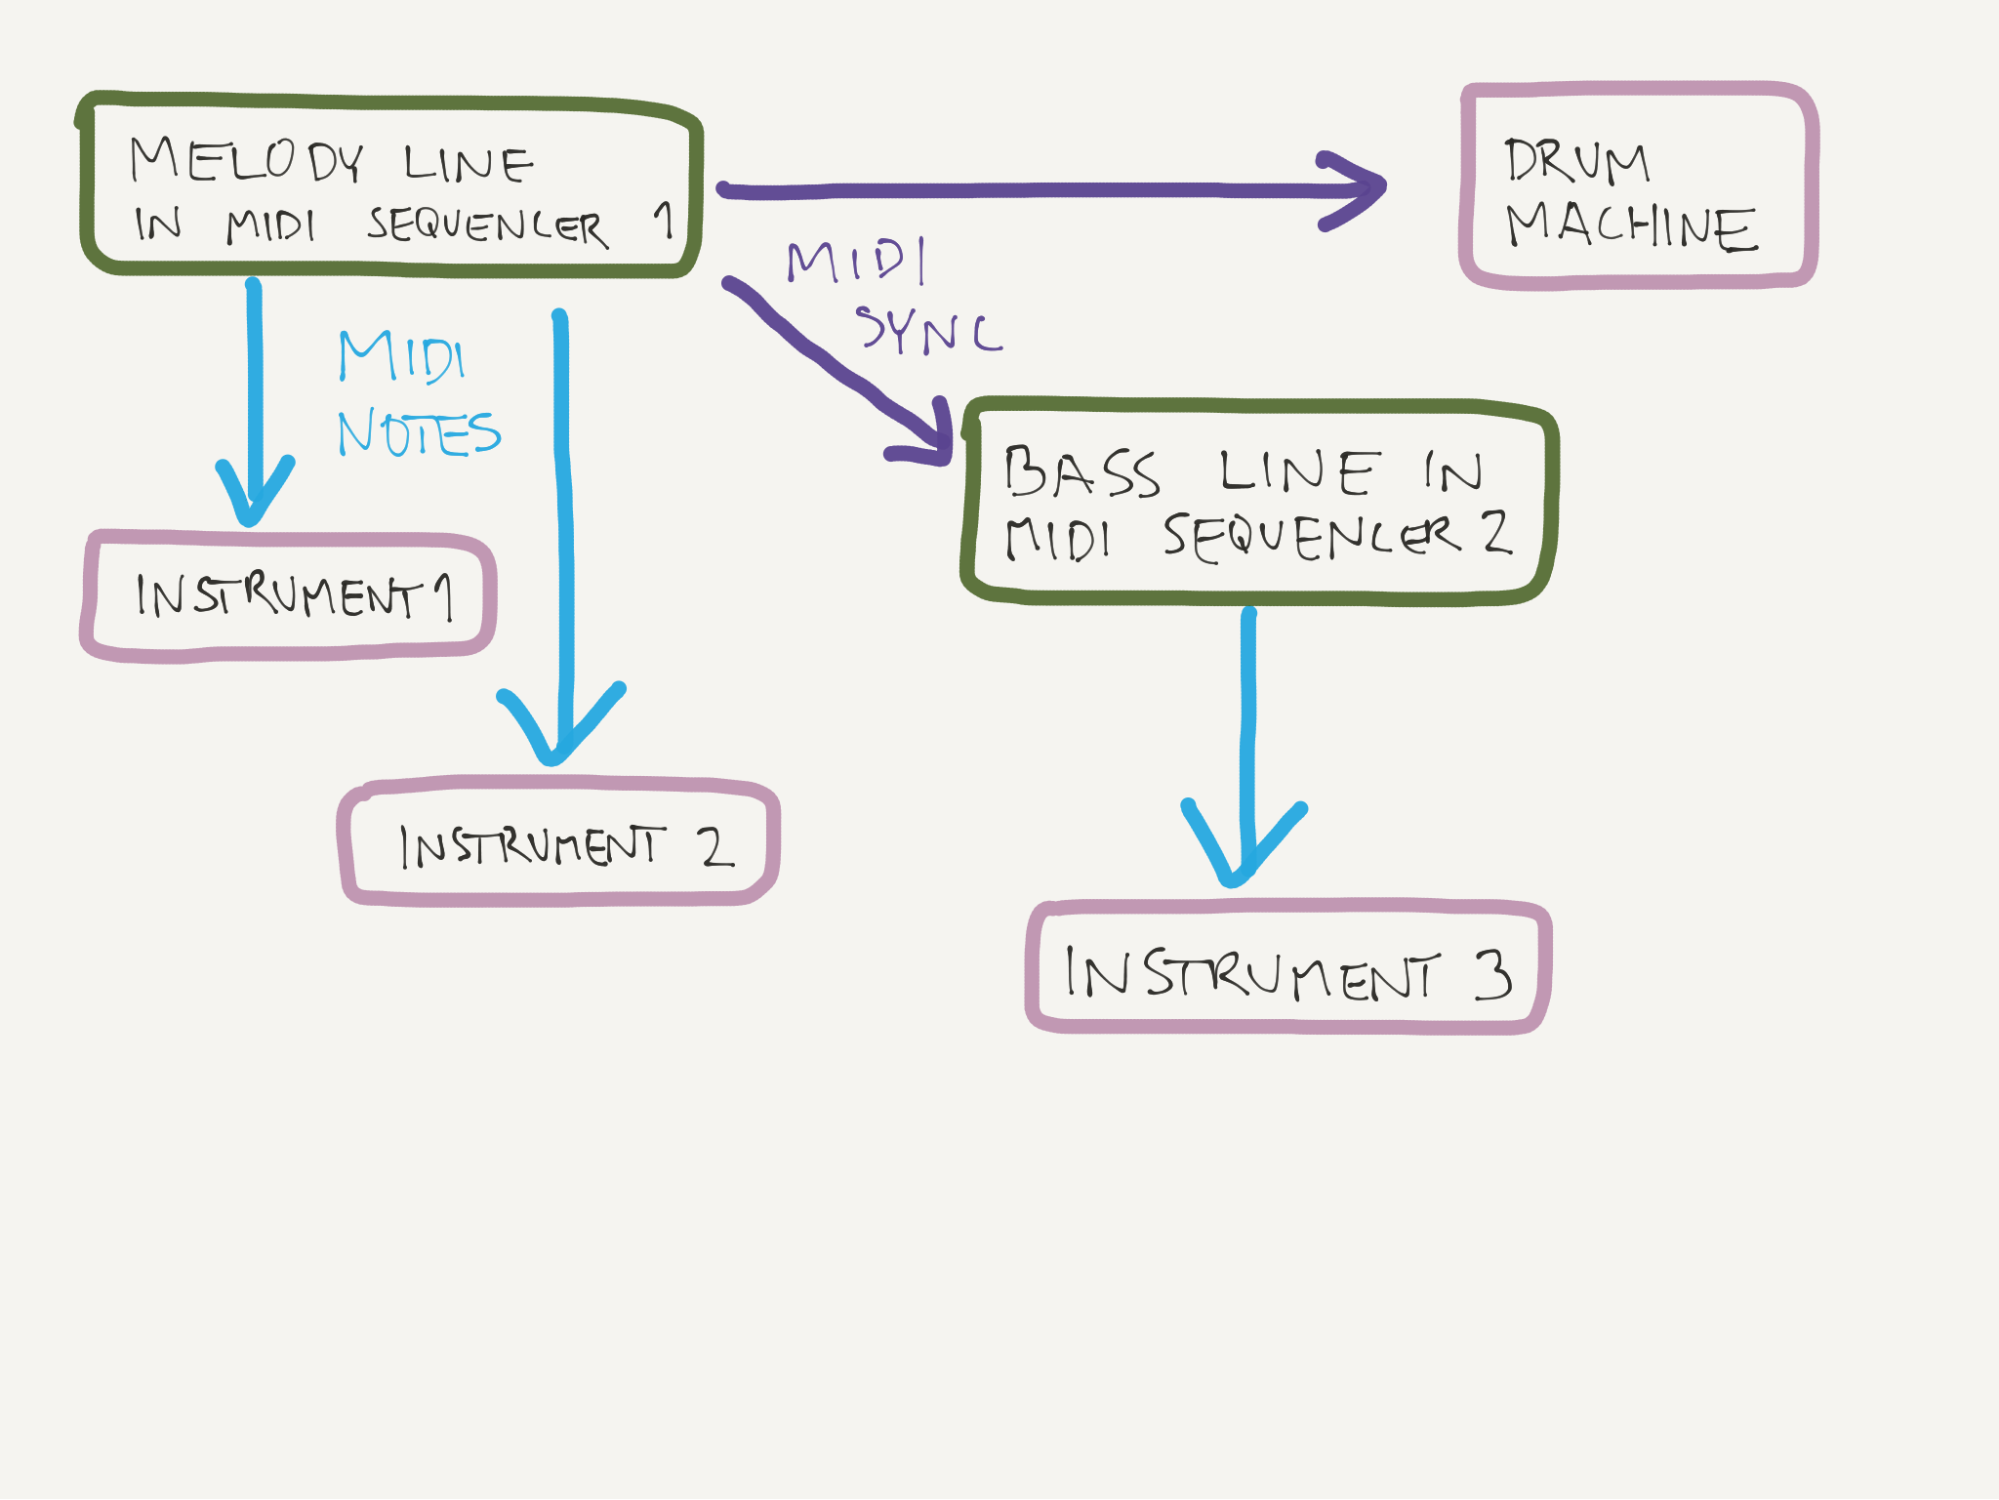 MELODY LINE
IN MIDI SEQUENCER 1
DRUM
MACHINE
MIDI
SYNC
MIDI
NOTES
BASS LINE IN
MIDI SEQUENCER 2
INSTRUMENT 1
INSTRUMENT 2
INSTRUMENT 3